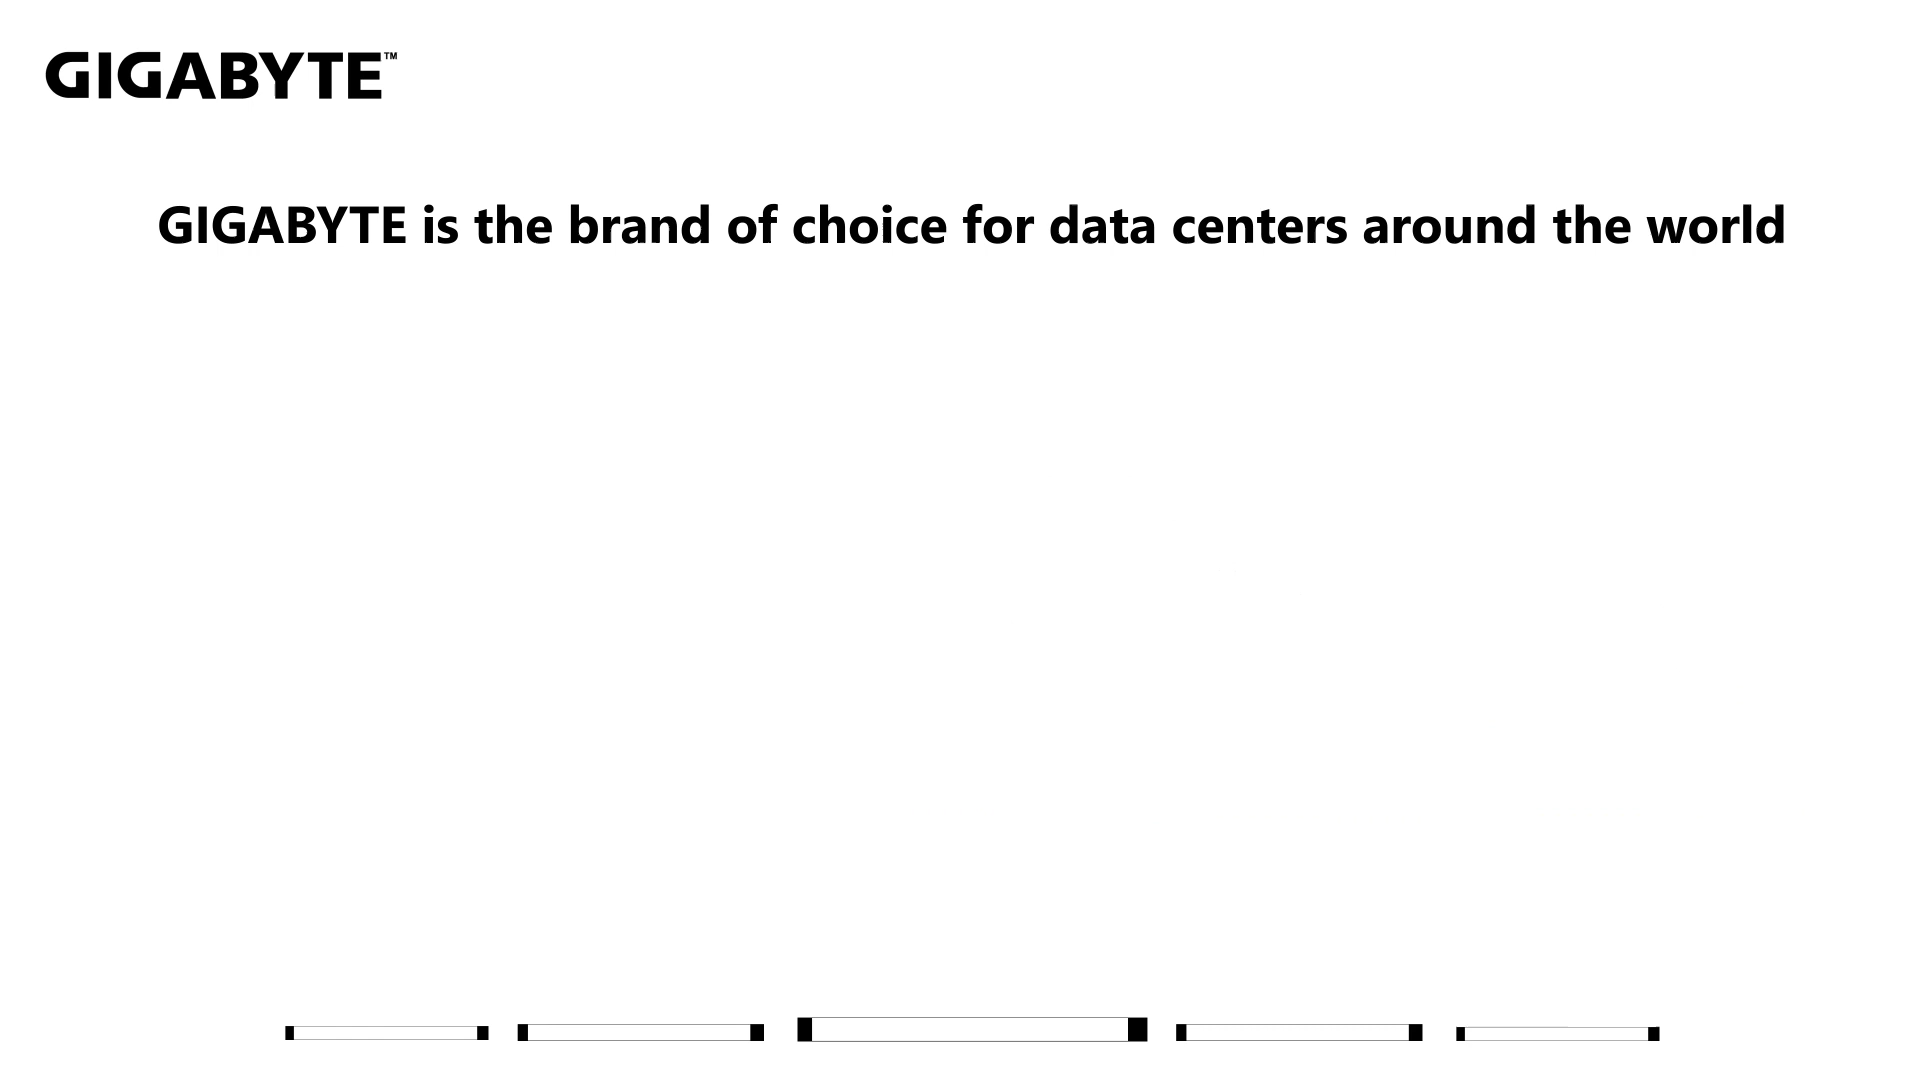 GIGABYTE™
GIGABYTE is the brand of choice for data centers around the world